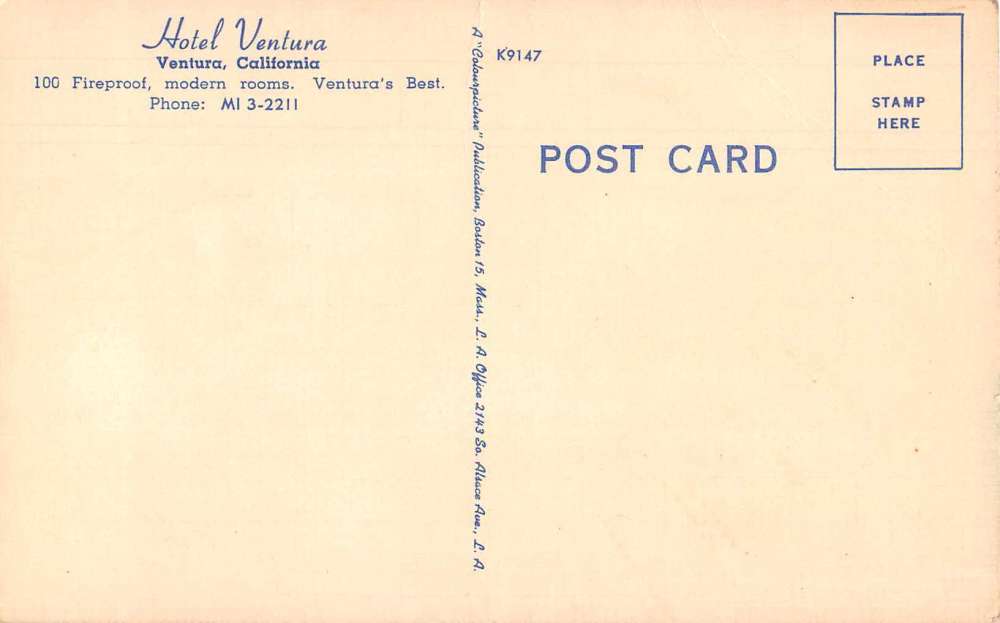 Hotel Ventura
Ventura, California
100 Fireproof, modern rooms. Ventura's Best.
Phone: MI 3-2211
A "Colourpicture" Publication, Boston 15, Mass., L. A. Office 2143 So. Alsace Ave., L. A.
K9147
POST CARD
PLACE
STAMP
HERE